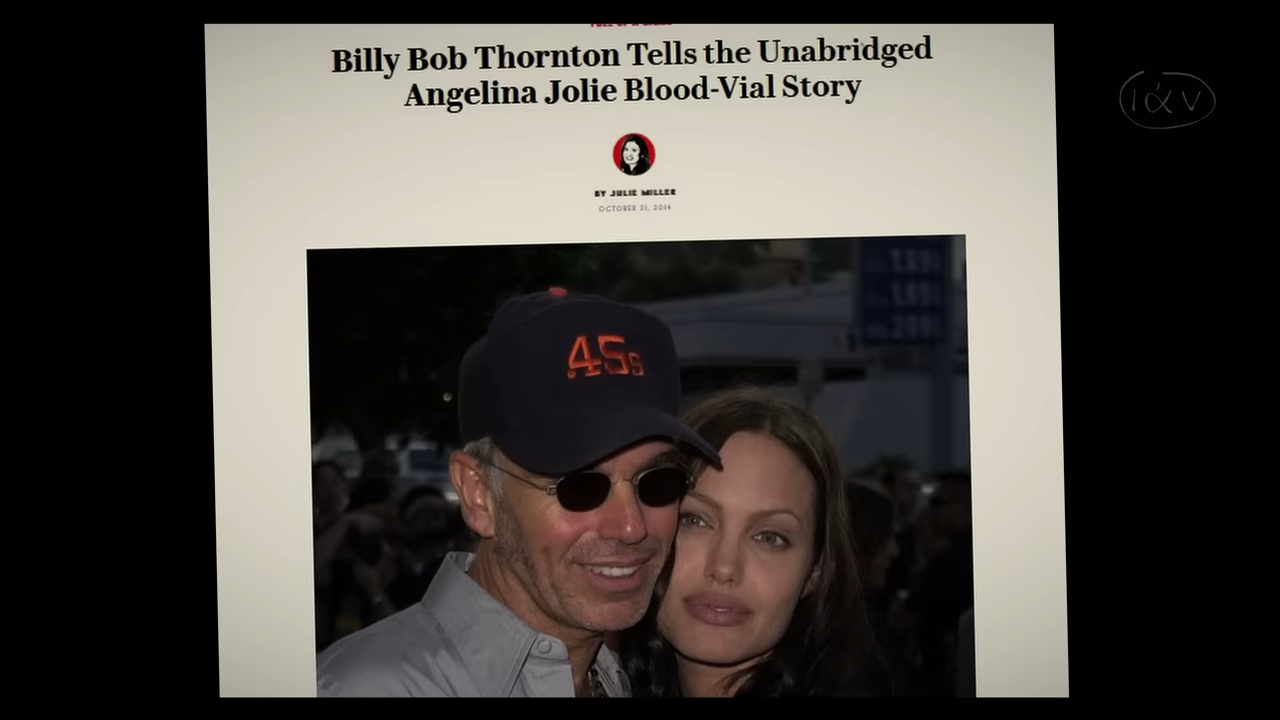 Billy Bob Thornton Tells the Unabridged
Angelina Jolie Blood-Vial Story
BY JULIE MILLER
OCTOBER 21, 2014
45s